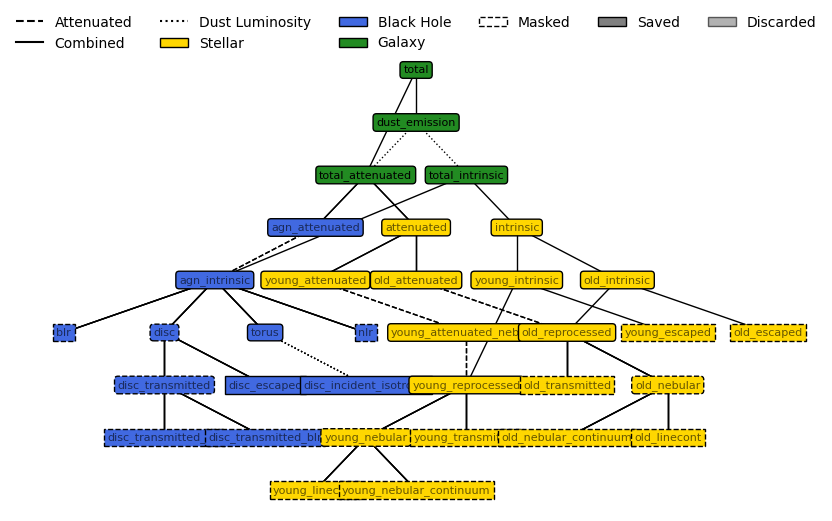 Attenuated Dust Luminosity Black Hole Masked Saved Discarded
Combined Stellar Galaxy
total
dust_emission
total_attenuated total_intrinsic
agn_attenuated attenuated intrinsic
agn_intrinsic young_attenuated old_attenuated young_intrinsic old_intrinsic
blr disc torus nlr young_attenuated_neb old_reprocessed young_escaped old_escaped
disc_transmitted disc_escaped disc_incident_isotr young_reprocessed old_transmitted old_nebular
disc_transmitted disc_transmitted_bl young_nebular young_transmi old_nebular_continuum old_linecont
young_linec young_nebular_continuum